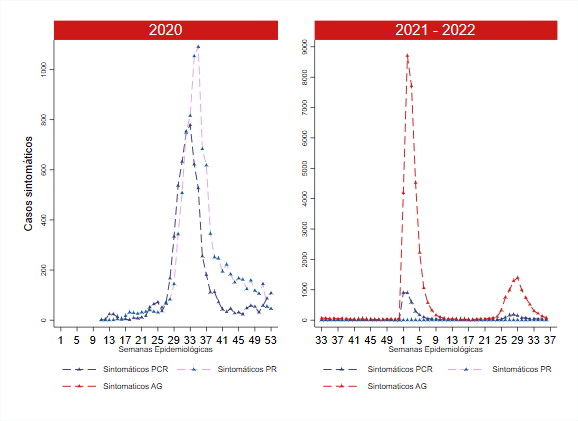 2020
2021 - 2022
Casos sintomáticos
1000
800
600
400
200
0
1 5 9 13 17 21 25 29 33 37 41 45 49 53
Semanas Epidemiológicas
9000
8000
7000
6000
5000
4000
3000
2000
1000
0
33 37 41 45 49 1 5 9 13 17 21 25 29 33 37
Semanas Epidemiológicas
Sintomáticos PCR
Sintomáticos PR
Sintomaticos AG
Sintomáticos PCR
Sintomáticos PR
Sintomaticos AG